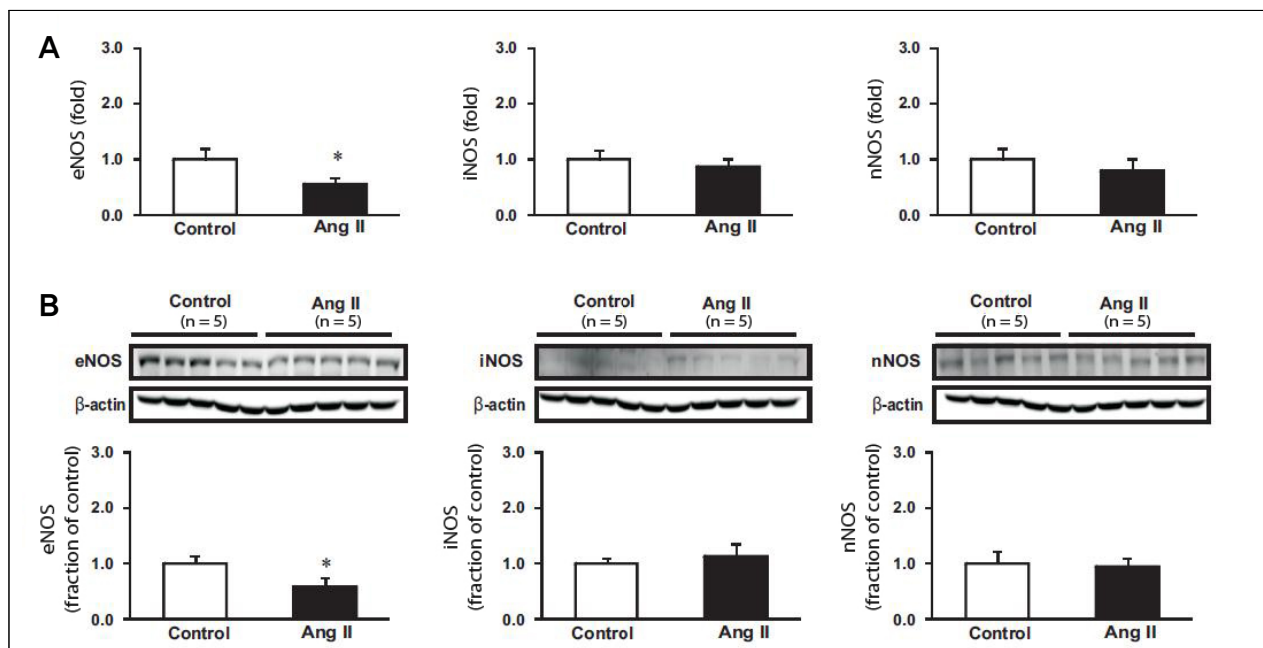 A
eNOS (fold)
3.0
2.0
1.0
0.0
*
Control
Ang II
iNOS (fold)
3.0
2.0
1.0
0.0
Control
Ang II
nNOS (fold)
3.0
2.0
1.0
0.0
Control
Ang II
B
Control
(n = 5)
Ang II
(n = 5)
eNOS
β-actin
eNOS
(fraction of control)
3.0
2.0
1.0
0.0
*
Control
Ang II
Control
(n = 5)
Ang II
(n = 5)
iNOS
β-actin
iNOS
(fraction of control)
3.0
2.0
1.0
0.0
Control
Ang II
Control
(n = 5)
Ang II
(n = 5)
nNOS
β-actin
nNOS
(fraction of control)
3.0
2.0
1.0
0.0
Control
Ang II